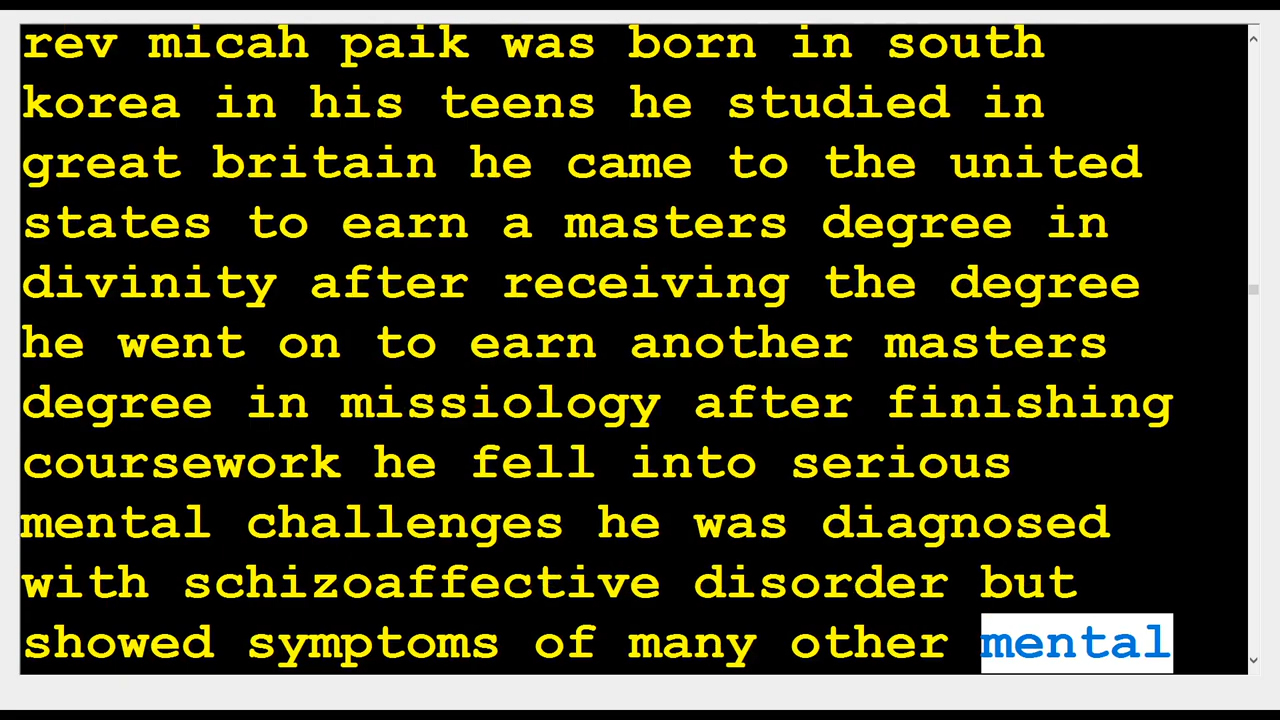 rev micah paik was born in south
korea in his teens he studied in
great britain he came to the united
states to earn a masters degree in
divinity after receiving the degree
he went on to earn another masters
degree in missiology after finishing
coursework he fell into serious
mental challenges he was diagnosed
with schizoaffective disorder but
showed symptoms of many other mental